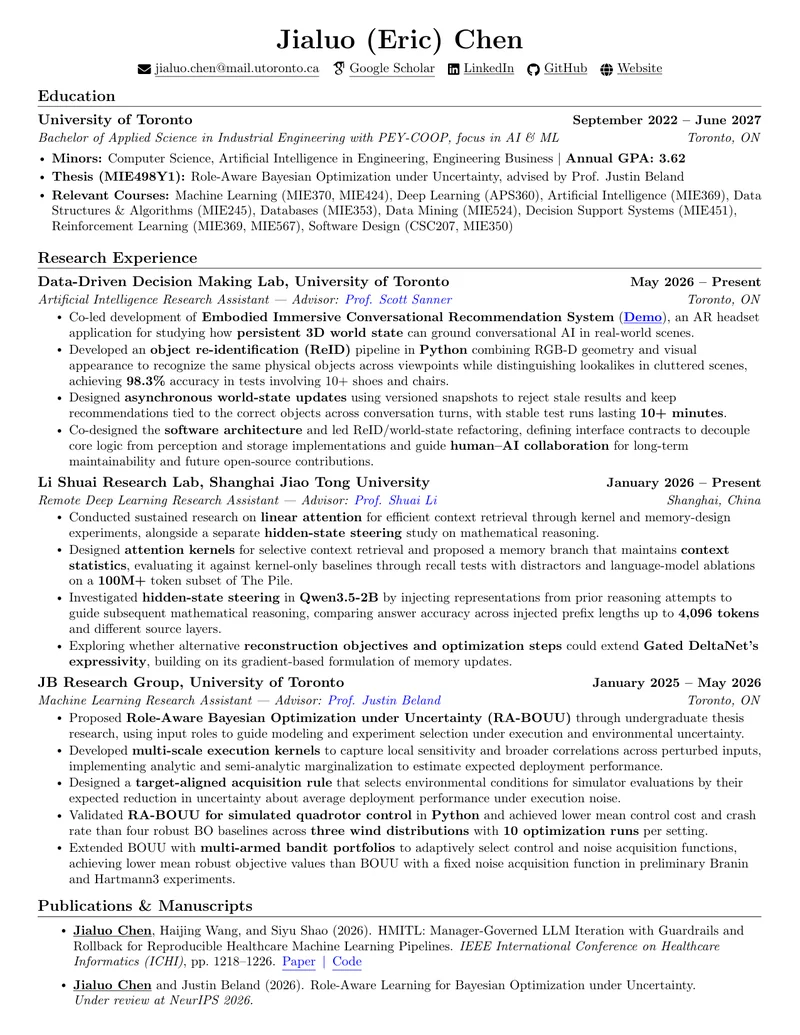 Jialuo (Eric) Chen
jialuo.chen@mail.utoronto.ca Google Scholar LinkedIn GitHub Website
Education
University of Toronto September 2022 – June 2027
Bachelor of Applied Science in Industrial Engineering with PEY-COOP, focus in AI & ML Toronto, ON
• Minors: Computer Science, Artificial Intelligence in Engineering, Engineering Business | Annual GPA: 3.62
• Thesis (MIE498Y1): Role-Aware Bayesian Optimization under Uncertainty, advised by Prof. Justin Beland
• Relevant Courses: Machine Learning (MIE370, MIE424), Deep Learning (APS360), Artificial Intelligence (MIE369), Data
Structures & Algorithms (MIE245), Databases (MIE353), Data Mining (MIE524), Decision Support Systems (MIE451),
Reinforcement Learning (MIE369, MIE567), Software Design (CSC207, MIE350)
Research Experience
Data-Driven Decision Making Lab, University of Toronto May 2026 – Present
Artificial Intelligence Research Assistant — Advisor: Prof. Scott Sanner Toronto, ON
• Co-led development of Embodied Immersive Conversational Recommendation System (Demo), an AR headset
application for studying how persistent 3D world state can ground conversational AI in real-world scenes.
• Developed an object re-identification (ReID) pipeline in Python combining RGB-D geometry and visual
appearance to recognize the same physical objects across viewpoints while distinguishing lookalikes in cluttered scenes,
achieving 98.3% accuracy in tests involving 10+ shoes and chairs.
• Designed asynchronous world-state updates using versioned snapshots to reject stale results and keep
recommendations tied to the correct objects across conversation turns, with stable test runs lasting 10+ minutes.
• Co-designed the software architecture and led ReID/world-state refactoring, defining interface contracts to decouple
core logic from perception and storage implementations and guide human–AI collaboration for long-term
maintainability and future open-source contributions.
Li Shuai Research Lab, Shanghai Jiao Tong University January 2026 – Present
Remote Deep Learning Research Assistant — Advisor: Prof. Shuai Li Shanghai, China
• Conducted sustained research on linear attention for efficient context retrieval through kernel and memory-design
experiments, alongside a separate hidden-state steering study on mathematical reasoning.
• Designed attention kernels for selective context retrieval and proposed a memory branch that maintains context
statistics, evaluating it against kernel-only baselines through recall tests with distractors and language-model ablations
on a 100M+ token subset of The Pile.
• Investigated hidden-state steering in Qwen3.5-2B by injecting representations from prior reasoning attempts to
guide subsequent mathematical reasoning, comparing answer accuracy across injected prefix lengths up to 4,096 tokens
and different source layers.
• Exploring whether alternative reconstruction objectives and optimization steps could extend Gated DeltaNet's
expressivity, building on its gradient-based formulation of memory updates.
JB Research Group, University of Toronto January 2025 – May 2026
Machine Learning Research Assistant — Advisor: Prof. Justin Beland Toronto, ON
• Proposed Role-Aware Bayesian Optimization under Uncertainty (RA-BOUU) through undergraduate thesis
research, using input roles to guide modeling and experiment selection under execution and environmental uncertainty.
• Developed multi-scale execution kernels to capture local sensitivity and broader correlations across perturbed inputs,
implementing analytic and semi-analytic marginalization to estimate expected deployment performance.
• Designed a target-aligned acquisition rule that selects environmental conditions for simulator evaluations by their
expected reduction in uncertainty about average deployment performance under execution noise.
• Validated RA-BOUU for simulated quadrotor control in Python and achieved lower mean control cost and crash
rate than four robust BO baselines across three wind distributions with 10 optimization runs per setting.
• Extended BOUU with multi-armed bandit portfolios to adaptively select control and noise acquisition functions,
achieving lower mean robust objective values than BOUU with a fixed noise acquisition function in preliminary Branin
and Hartmann3 experiments.
Publications & Manuscripts
• Jialuo Chen, Haijing Wang, and Siyu Shao (2026). HMITL: Manager-Governed LLM Iteration with Guardrails and
Rollback for Reproducible Healthcare Machine Learning Pipelines. IEEE International Conference on Healthcare
Informatics (ICHI), pp. 1218–1226. Paper | Code
• Jialuo Chen and Justin Beland (2026). Role-Aware Learning for Bayesian Optimization under Uncertainty.
Under review at NeurIPS 2026.